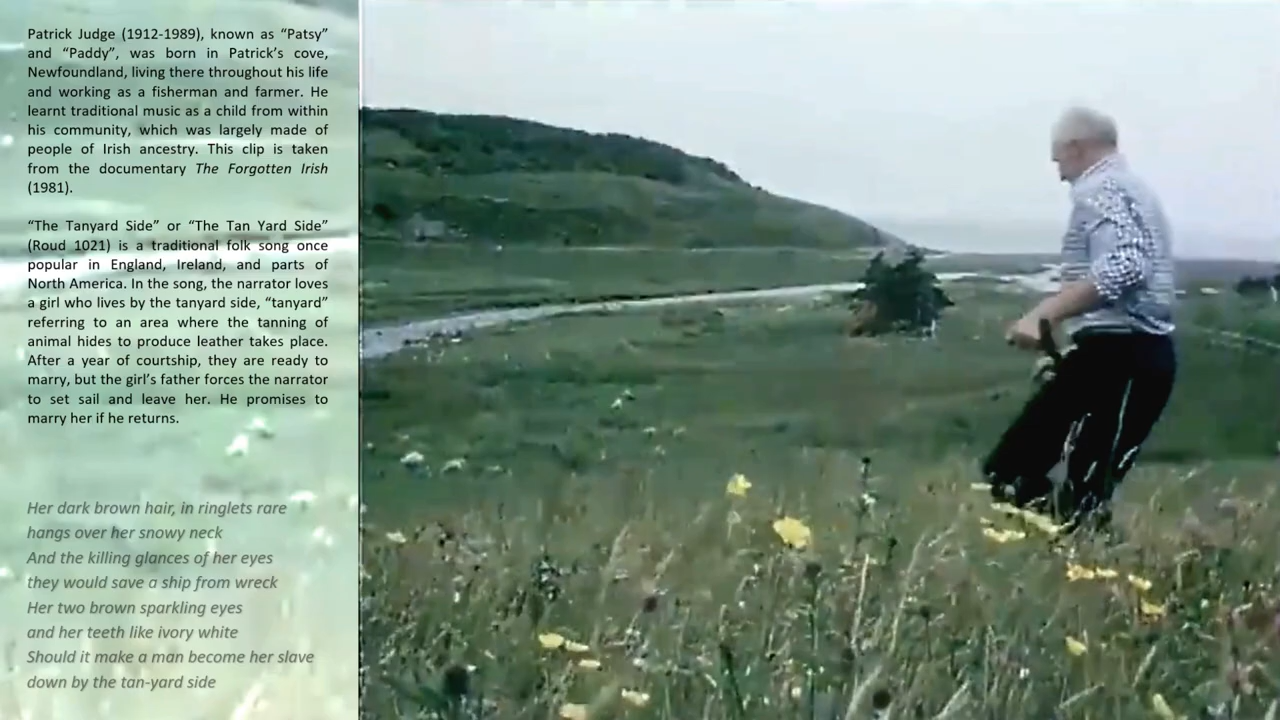 Patrick Judge (1912-1989), known as “Patsy”
and “Paddy”, was born in Patrick’s cove,
Newfoundland, living there throughout his life
and working as a fisherman and farmer. He
learnt traditional music as a child from within
his community, which was largely made of
people of Irish ancestry. This clip is taken
from the documentary The Forgotten Irish
(1981).
“The Tanyard Side” or “The Tan Yard Side”
(Roud 1021) is a traditional folk song once
popular in England, Ireland, and parts of
North America. In the song, the narrator loves
a girl who lives by the tanyard side, “tanyard”
referring to an area where the tanning of
animal hides to produce leather takes place.
After a year of courtship, they are ready to
marry, but the girl’s father forces the narrator
to set sail and leave her. He promises to
marry her if he returns.
Her dark brown hair, in ringlets rare
hangs over her snowy neck
And the killing glances of her eyes
they would save a ship from wreck
Her two brown sparkling eyes
and her teeth like ivory white
Should it make a man become her slave
down by the tan-yard side